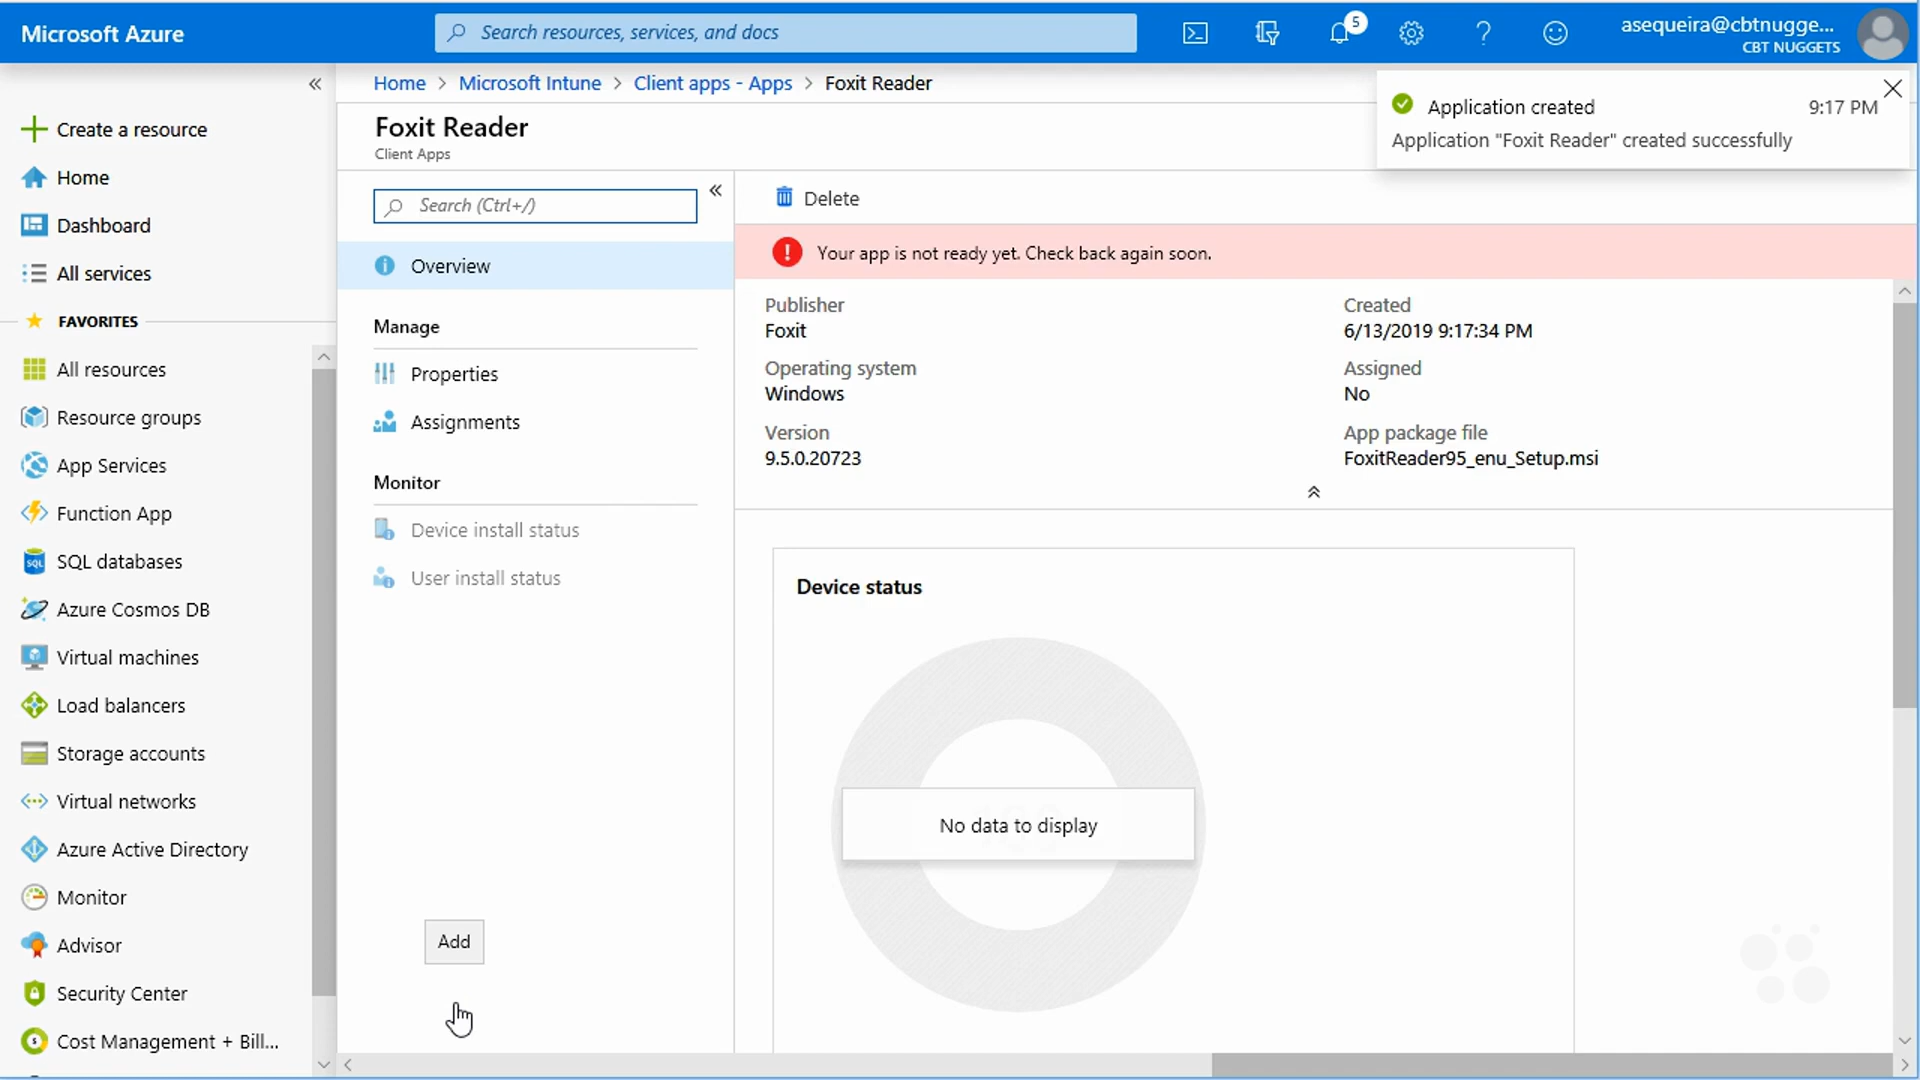 Microsoft Azure
Search resources, services, and docs
5
asequeira@cbtnugge...
CBT NUGGETS
Create a resource
Home
Dashboard
All services
FAVORITES
All resources
Resource groups
App Services
Function App
SQL databases
Azure Cosmos DB
Virtual machines
Load balancers
Storage accounts
Virtual networks
Azure Active Directory
Monitor
Advisor
Security Center
Cost Management + Bill...
Home > Microsoft Intune > Client apps - Apps > Foxit Reader
Foxit Reader
Client Apps
Search (Ctrl+/)
Overview
Manage
Properties
Assignments
Monitor
Device install status
User install status
Add
Application created 9:17 PM
Application "Foxit Reader" created successfully
Delete
Your app is not ready yet. Check back again soon.
Publisher
Foxit
Operating system
Windows
Version
9.5.0.20723
Created
6/13/2019 9:17:34 PM
Assigned
No
App package file
FoxitReader95_enu_Setup.msi
Device status
No data to display